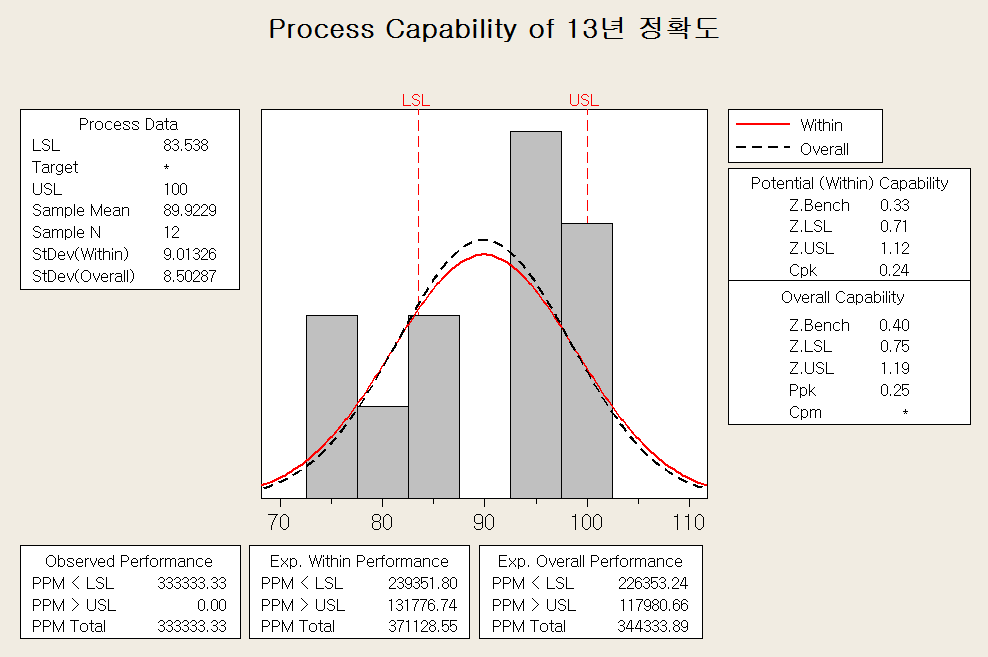 Process Capability of 13년 정확도
LSL USL
Process Data
LSL 83.538
Target *
USL 100
Sample Mean 89.9229
Sample N 12
StDev(Within) 9.01326
StDev(Overall) 8.50287
Within
Overall
Potential (Within) Capability
Z.Bench 0.33
Z.LSL 0.71
Z.USL 1.12
Cpk 0.24
Overall Capability
Z.Bench 0.40
Z.LSL 0.75
Z.USL 1.19
Ppk 0.25
Cpm *
70 80 90 100 110
Observed Performance
PPM < LSL 333333.33
PPM > USL 0.00
PPM Total 333333.33
Exp. Within Performance
PPM < LSL 239351.80
PPM > USL 131776.74
PPM Total 371128.55
Exp. Overall Performance
PPM < LSL 226353.24
PPM > USL 117980.66
PPM Total 344333.89